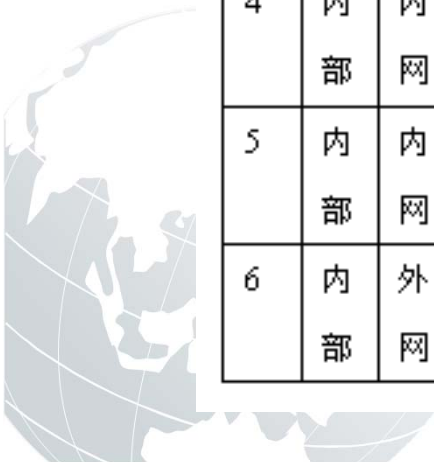 4 内 内
部 网
5 内 内
部 网
6 内 外
部 网